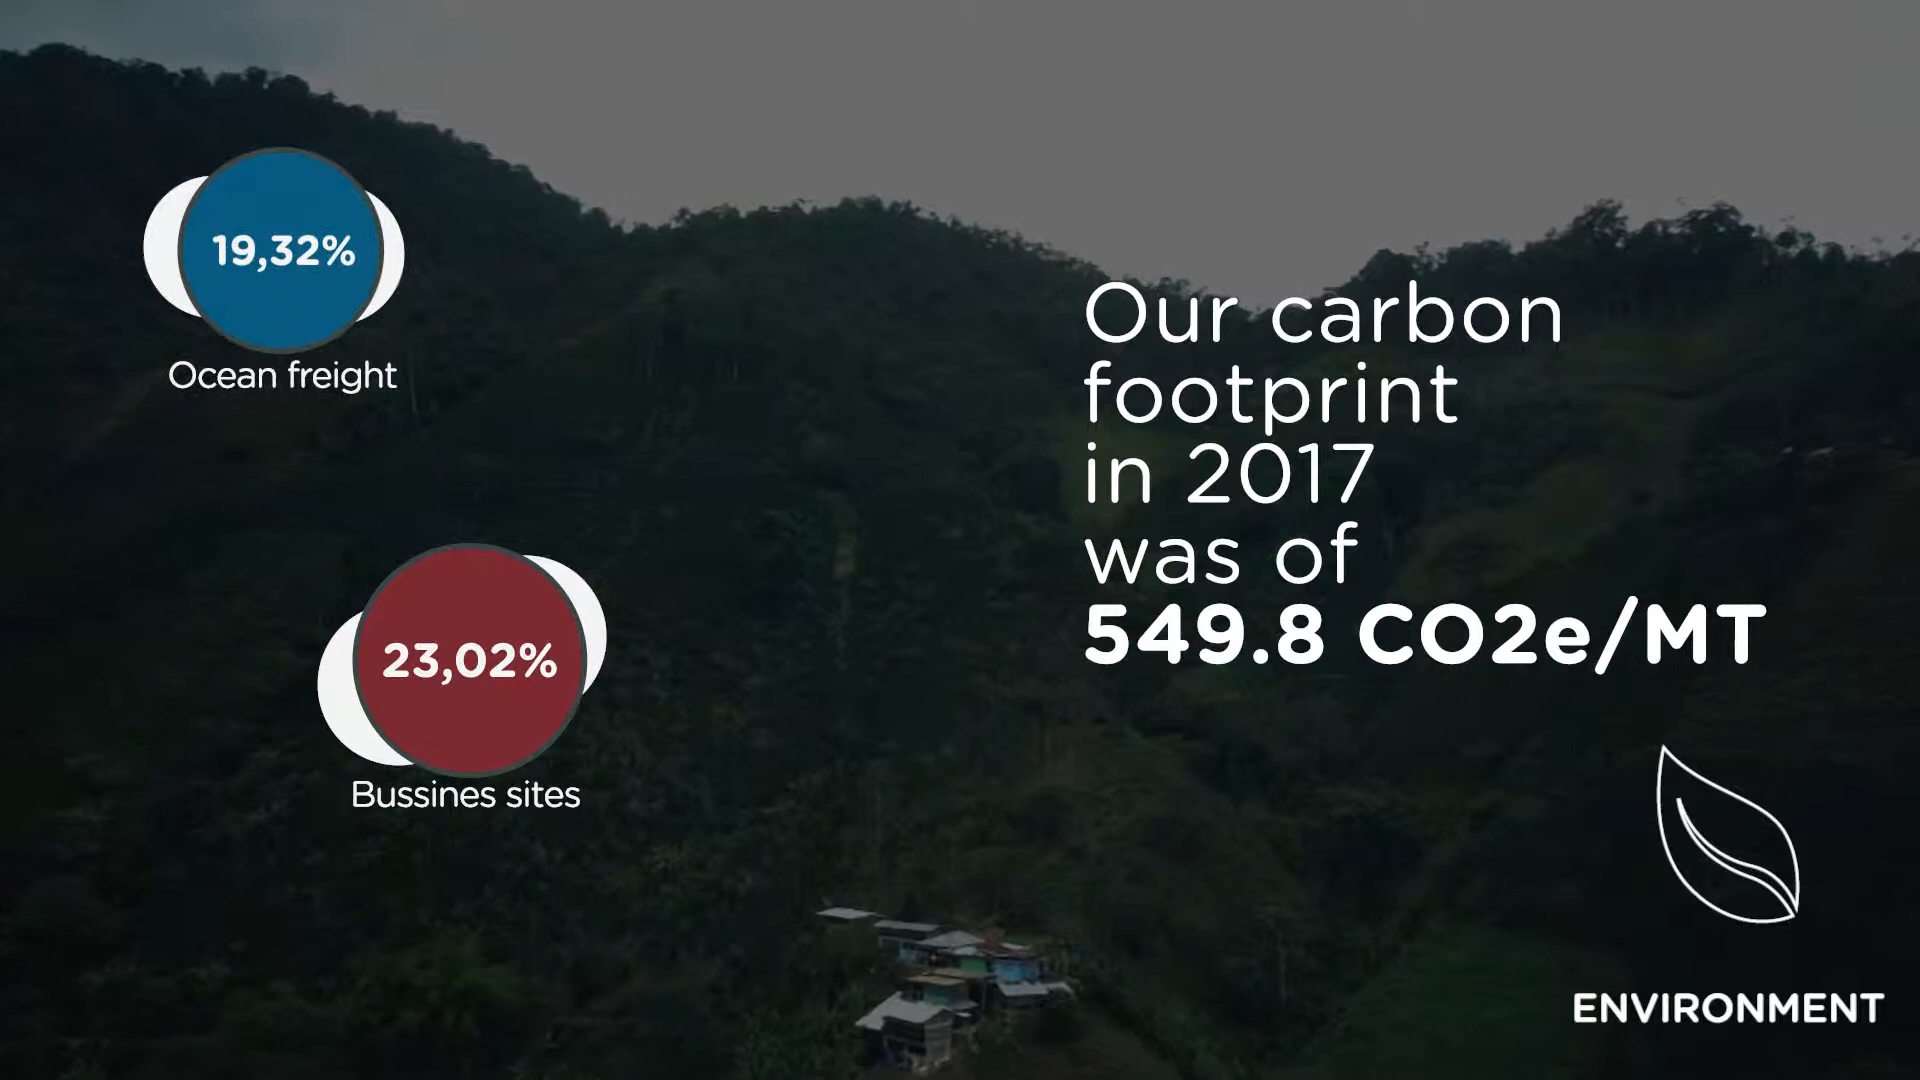 19,32%
Ocean freight
23,02%
Bussines sites
Our carbon
footprint
in 2017
was of
549.8 CO2e/MT
ENVIRONMENT